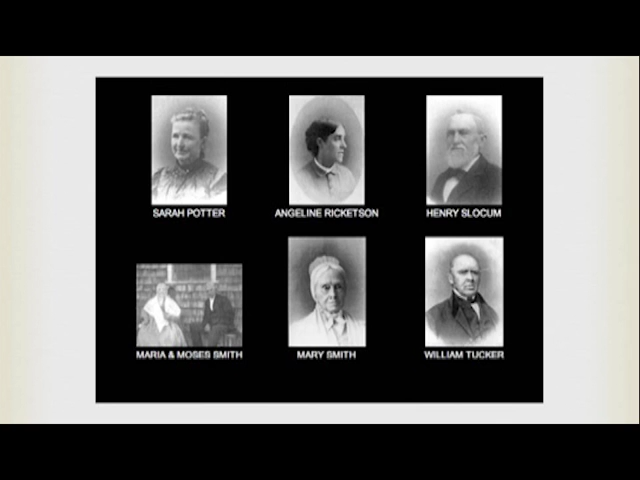 SARAH POTTER
ANGELINE RICKETSON
HENRY SLOCUM
MARIA & MOSES SMITH
MARY SMITH
WILLIAM TUCKER